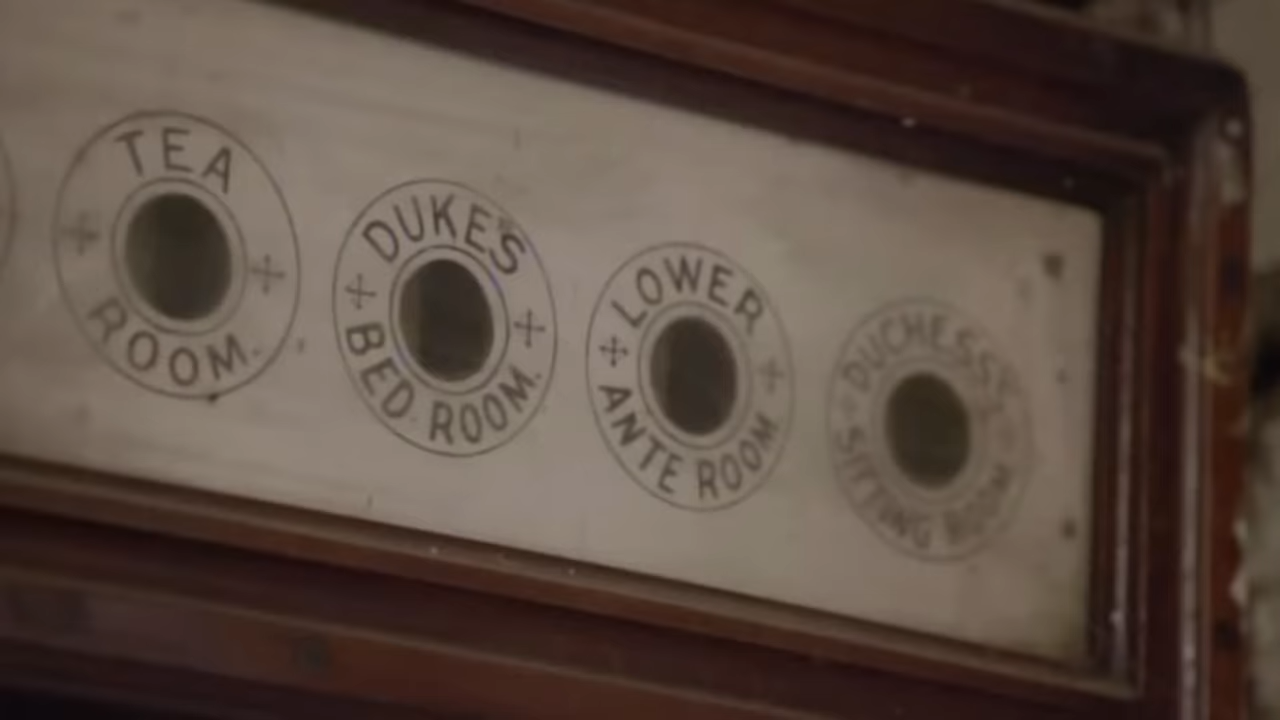 TEA
ROOM.
DUKE'S
BED ROOM.
LOWER
ANTE ROOM
DUCHESS'S
SITTING ROOM